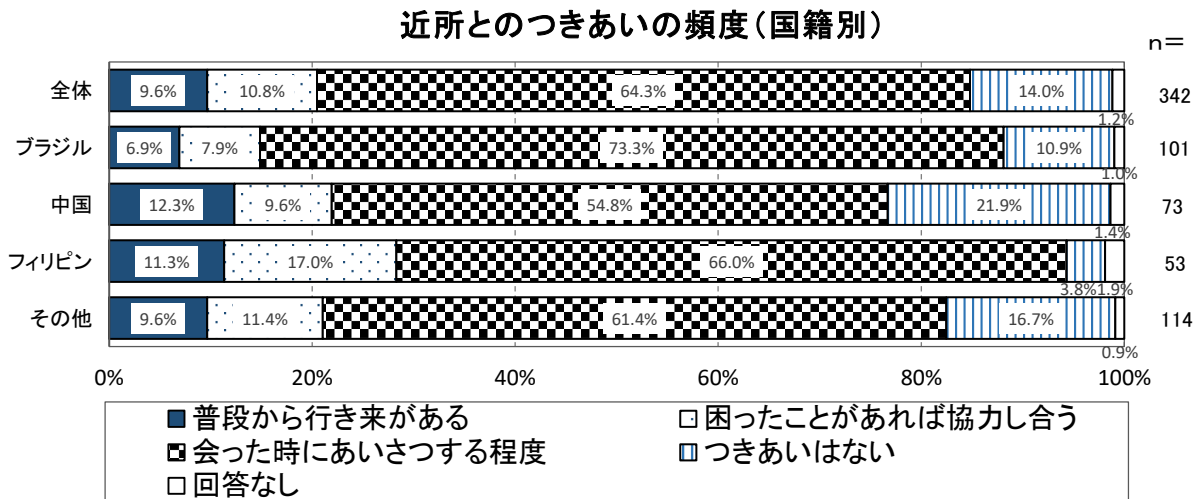 近所とのつきあいの頻度(国籍別)
n=
全体 9.6% 10.8% 64.3% 14.0% 1.2% 342
ブラジル 6.9% 7.9% 73.3% 10.9% 1.0% 101
中国 12.3% 9.6% 54.8% 21.9% 1.4% 73
フィリピン 11.3% 17.0% 66.0% 3.8% 1.9% 53
その他 9.6% 11.4% 61.4% 16.7% 0.9% 114
0% 20% 40% 60% 80% 100%
普段から行き来がある 困ったことがあれば協力し合う
会った時にあいさつする程度 つきあいはない
回答なし